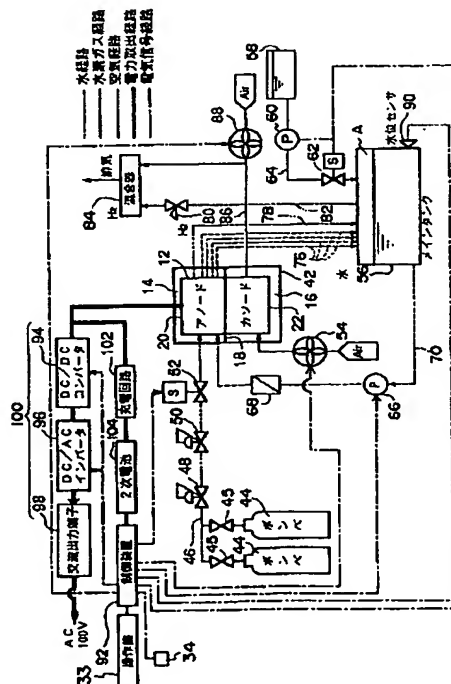 水経路
水素ガス経路
空気経路
電力取出経路
電気信号経路
100
98
96
94
交流出力端子
DC/AC
インバータ
DC/DC
コンバータ
AC
100V
33
92
104
102
操作部
制御装置
2次電池
充電回路
34
14
20
12
アノード
カソード
18
16
22
42
H₂
排気
84
混合器
H₂
80
86
78
82
88
Air
58
P
60
64
62
S
水
76
A
水位センサ
90
56
メインタンク
70
P
66
68
54
Air
S
52
50
48
46
45
45
44
44
ボンベ
ボンベ